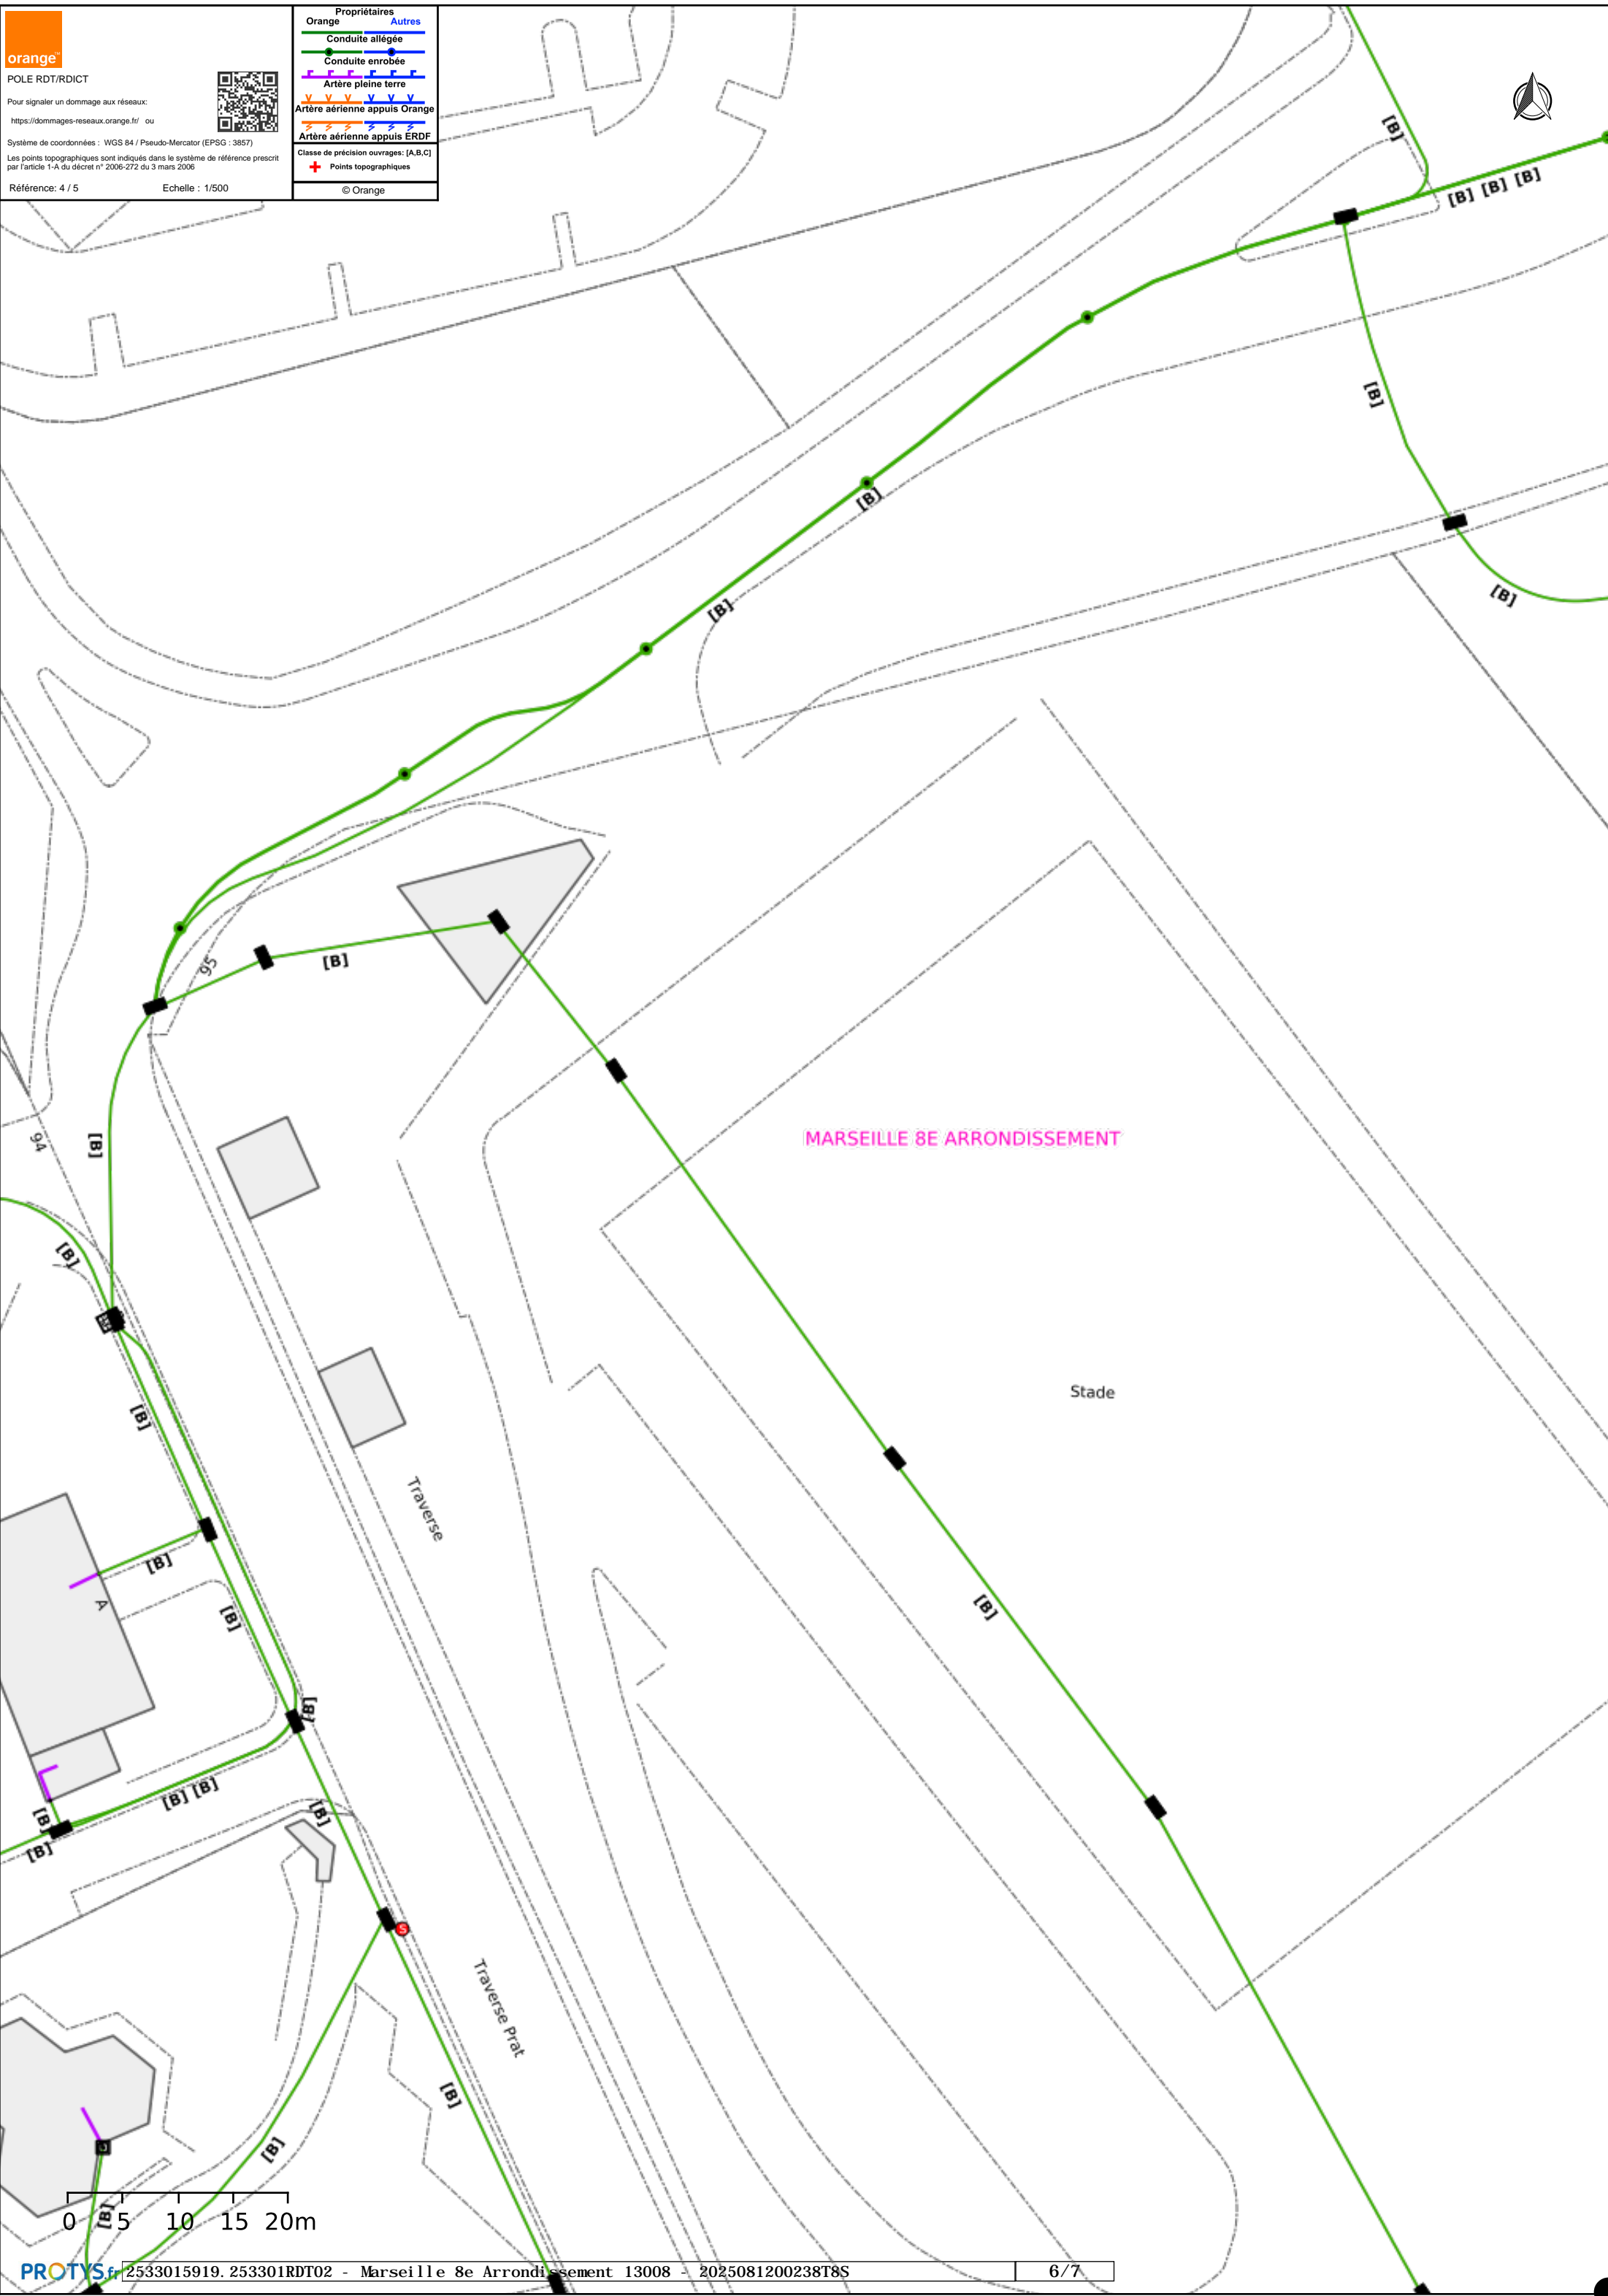 orange™
POLE RDT/RDICT
Pour signaler un dommage aux réseaux:
https://dommages-reseaux.orange.fr/ ou
Système de coordonnées : WGS 84 / Pseudo-Mercator (EPSG : 3857)
Les points topographiques sont indiqués dans le système de référence prescrit
par l'article 1-A du décret n° 2006-272 du 3 mars 2006
Référence: 4 / 5 Echelle : 1/500
Propriétaires
Orange Autres
Conduite allégée
Conduite enrobée
Artère pleine terre
Artère aérienne appuis Orange
Artère aérienne appuis ERDF
Classe de précision ouvrages: [A,B,C]
Points topographiques
© Orange
[B]
[B] [B] [B]
[B]
[B]
[B]
[B]
95
[B]
94
[B]
MARSEILLE 8E ARRONDISSEMENT
[B]
Stade
[B]
Traverse
[B]
A
[B]
[B]
[B]
[B] [B]
[B]
[B]
[B]
S
Traverse Prat
[B]
[B]
[B]
0 5 10 15 20m
PROTYS.fr 2533015919.253301RDT02 - Marseille 8e Arrondissement 13008 - 2025081200238T8S 6/7